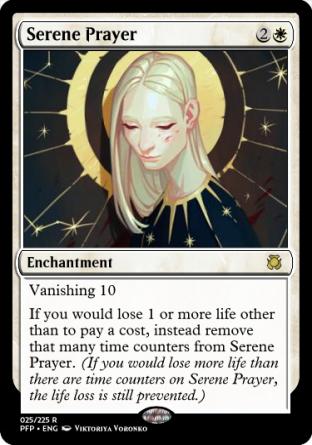 Serene Prayer 2
Enchantment
Vanishing 10
If you would lose 1 or more life other
than to pay a cost, instead remove
that many time counters from Serene
Prayer. (If you would lose more life than
there are time counters on Serene Prayer,
the life loss is still prevented.)
025/225 R
PFP • ENG Viktoriya Voronko